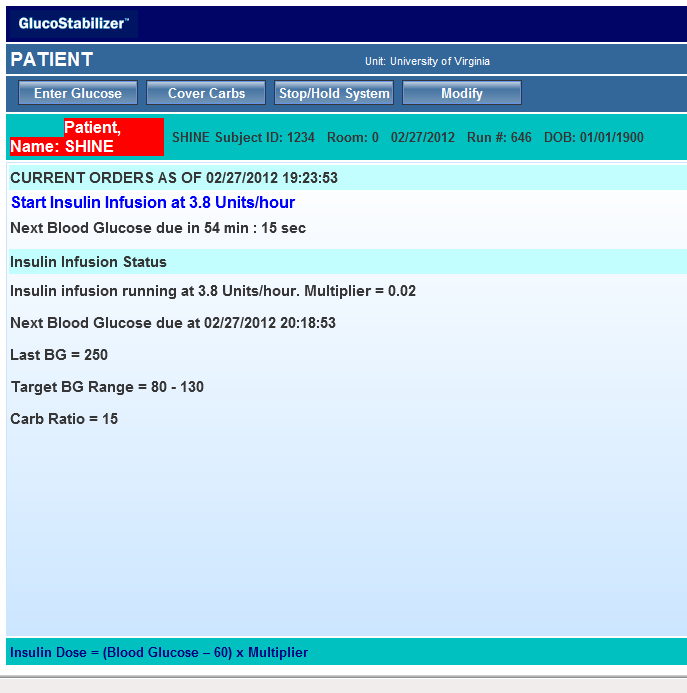 GlucoStabilizer™
PATIENT
Unit: University of Virginia
Enter Glucose
Cover Carbs
Stop/Hold System
Modify
Patient,
Name: SHINE
SHINE Subject ID: 1234 Room: 0 02/27/2012 Run #: 646 DOB: 01/01/1900
CURRENT ORDERS AS OF 02/27/2012 19:23:53
Start Insulin Infusion at 3.8 Units/hour
Next Blood Glucose due in 54 min : 15 sec
Insulin Infusion Status
Insulin infusion running at 3.8 Units/hour. Multiplier = 0.02
Next Blood Glucose due at 02/27/2012 20:18:53
Last BG = 250
Target BG Range = 80 - 130
Carb Ratio = 15
Insulin Dose = (Blood Glucose – 60) x Multiplier